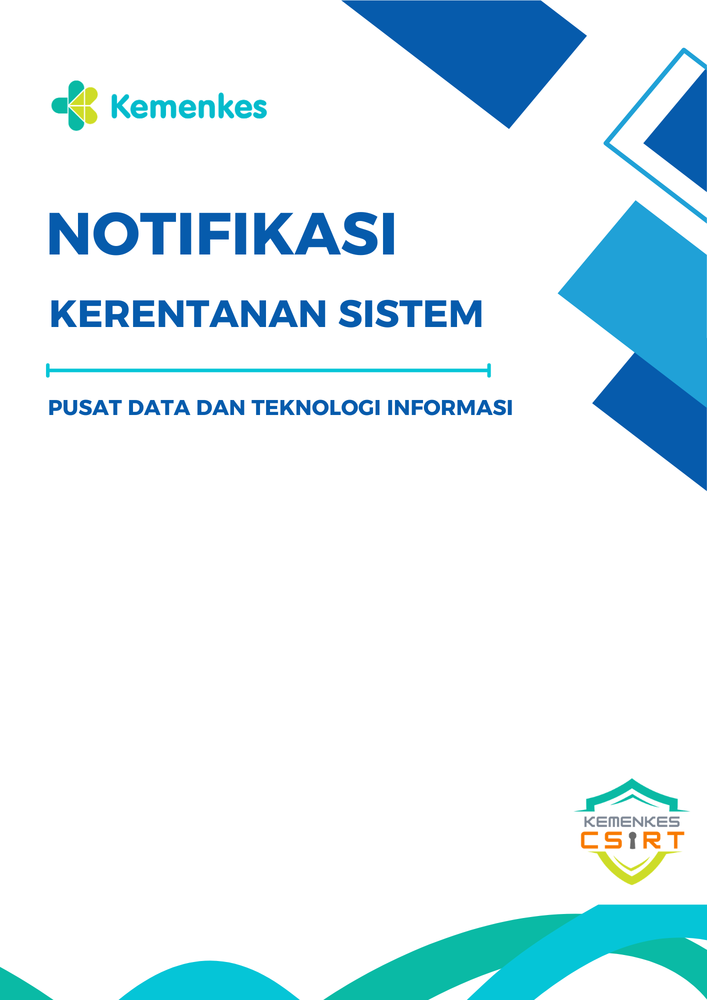 Kemenkes
NOTIFIKASI
KERENTANAN SISTEM
PUSAT DATA DAN TEKNOLOGI INFORMASI
KEMENKES
CSIRT